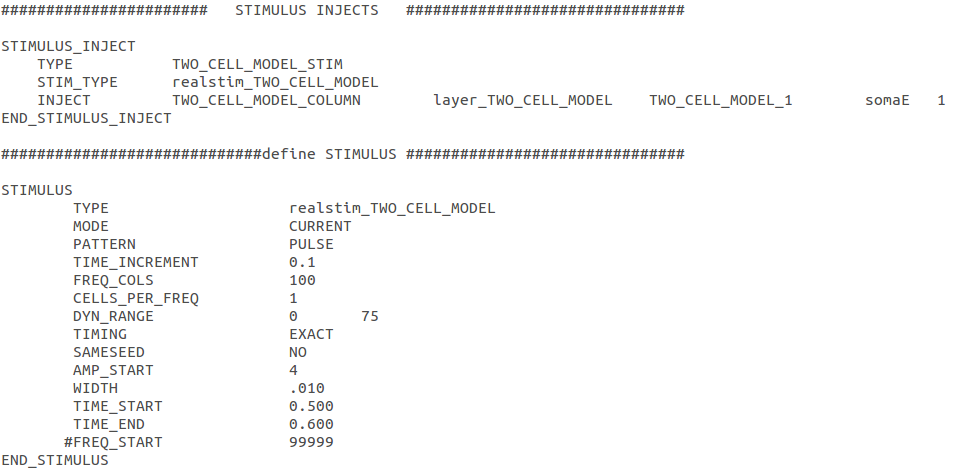 ####################### STIMULUS INJECTS ###############################
STIMULUS_INJECT
TYPE TWO_CELL_MODEL_STIM
STIM_TYPE realstim_TWO_CELL_MODEL
INJECT TWO_CELL_MODEL_COLUMN layer_TWO_CELL_MODEL TWO_CELL_MODEL_1 somaE 1
END_STIMULUS_INJECT
#############################define STIMULUS ###############################
STIMULUS
TYPE realstim_TWO_CELL_MODEL
MODE CURRENT
PATTERN PULSE
TIME_INCREMENT 0.1
FREQ_COLS 100
CELLS_PER_FREQ 1
DYN_RANGE 0 75
TIMING EXACT
SAMESEED NO
AMP_START 4
WIDTH .010
TIME_START 0.500
TIME_END 0.600
#FREQ_START 99999
END_STIMULUS